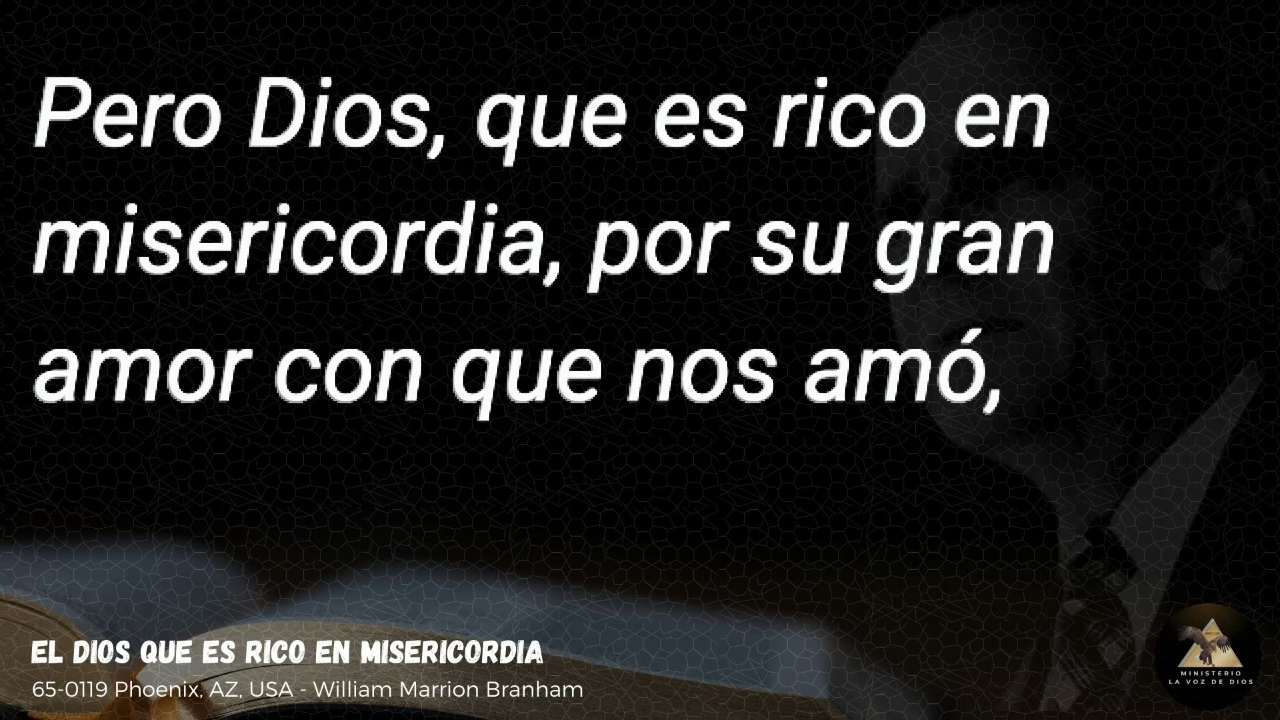 Pero Dios, que es rico en
misericordia, por su gran
amor con que nos amó,
EL DIOS QUE ES RICO EN MISERICORDIA
65-0119 Phoenix, AZ, USA - William Marrion Branham
MINISTERIO
LA VOZ DE DIOS